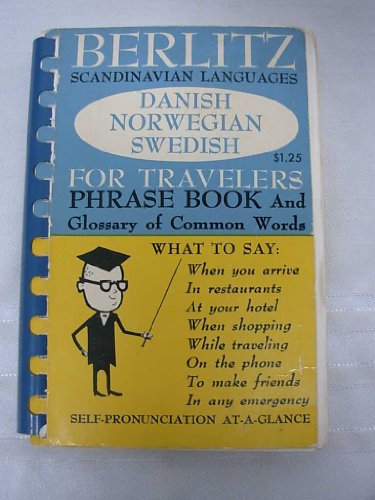 BERLITZ
SCANDINAVIAN LANGUAGES
DANISH
NORWEGIAN
SWEDISH
$1.25
FOR TRAVELERS
PHRASE BOOK And
Glossary of Common Words
WHAT TO SAY:
When you arrive
In restaurants
At your hotel
When shopping
While traveling
On the phone
To make friends
In any emergency
SELF-PRONUNCIATION AT-A-GLANCE